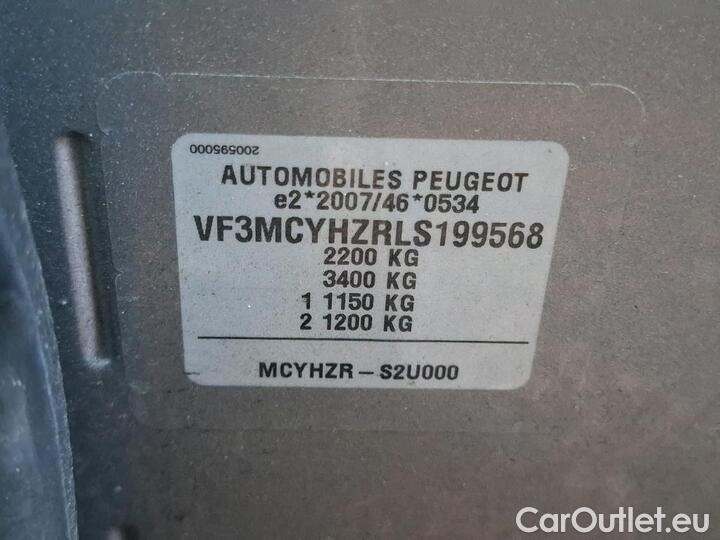 200595000
AUTOMOBILES PEUGEOT
e2*2007/46*0534
VF3MCYHZRLS199568
2200 KG
3400 KG
1 1150 KG
2 1200 KG
MCYHZR - S2U000
CarOutlet.eu